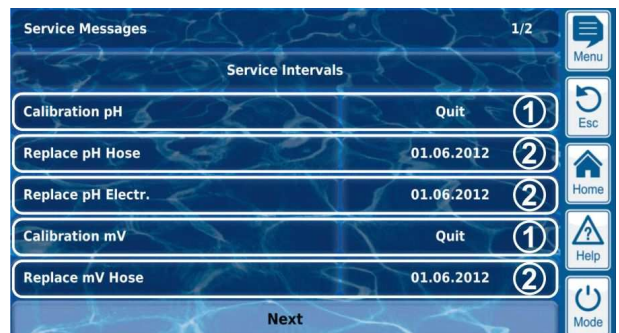 Service Messages 1/2
Service Intervals
Calibration pH Quit 1
Replace pH Hose 01.06.2012 2
Replace pH Electr. 01.06.2012 2
Calibration mV Quit 1
Replace mV Hose 01.06.2012 2
Next
Menu
Esc
Home
? Help
Mode